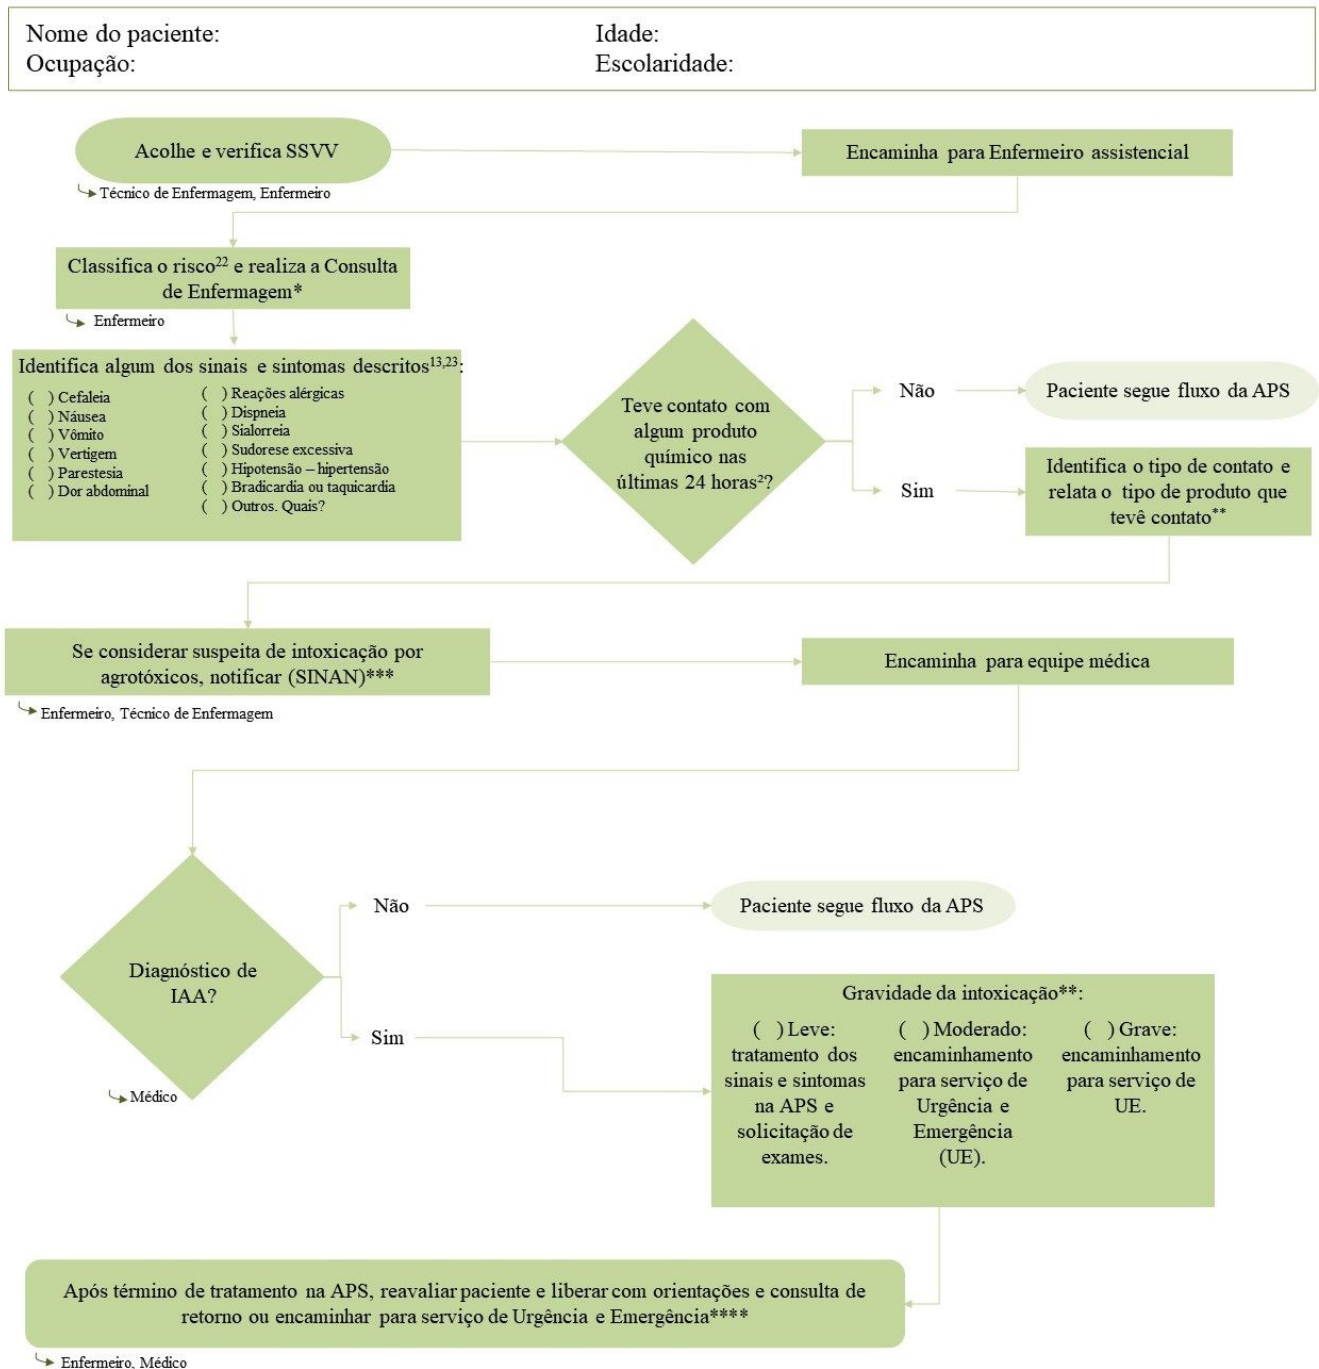 Nome do paciente:
Idade:
Ocupação:
Escolaridade:
Acolhe e verifica SSVV
Encaminha para Enfermeiro assistencial
Técnico de Enfermagem, Enfermeiro
Classifica o risco²² e realiza a Consulta
de Enfermagem*
Enfermeiro
Identifica algum dos sinais e sintomas descritos¹³,²³:
( ) Cefaleia
( ) Náusea
( ) Vômito
( ) Vertigem
( ) Parestesia
( ) Dor abdominal
( ) Reações alérgicas
( ) Dispneia
( ) Sialorreia
( ) Sudorese excessiva
( ) Hipotensão – hipertensão
( ) Bradicardia ou taquicardia
( ) Outros. Quais?
Teve contato com
algum produto
químico nas
últimas 24 horas²?
Não
Paciente segue fluxo da APS
Sim
Identifica o tipo de contato e
relata o tipo de produto que
tevê contato**
Se considerar suspeita de intoxicação por
agrotóxicos, notificar (SINAN)***
Enfermeiro, Técnico de Enfermagem
Encaminha para equipe médica
Diagnóstico de
IAA?
Médico
Não
Paciente segue fluxo da APS
Sim
Gravidade da intoxicação**:
( ) Leve:
tratamento dos
sinais e sintomas
na APS e
solicitação de
exames.
( ) Moderado:
encaminhamento
para serviço de
Urgência e
Emergência
(UE).
( ) Grave:
encaminhamento
para serviço de
UE.
Após término de tratamento na APS, reavaliar paciente e liberar com orientações e consulta de
retorno ou encaminhar para serviço de Urgência e Emergência****
Enfermeiro, Médico